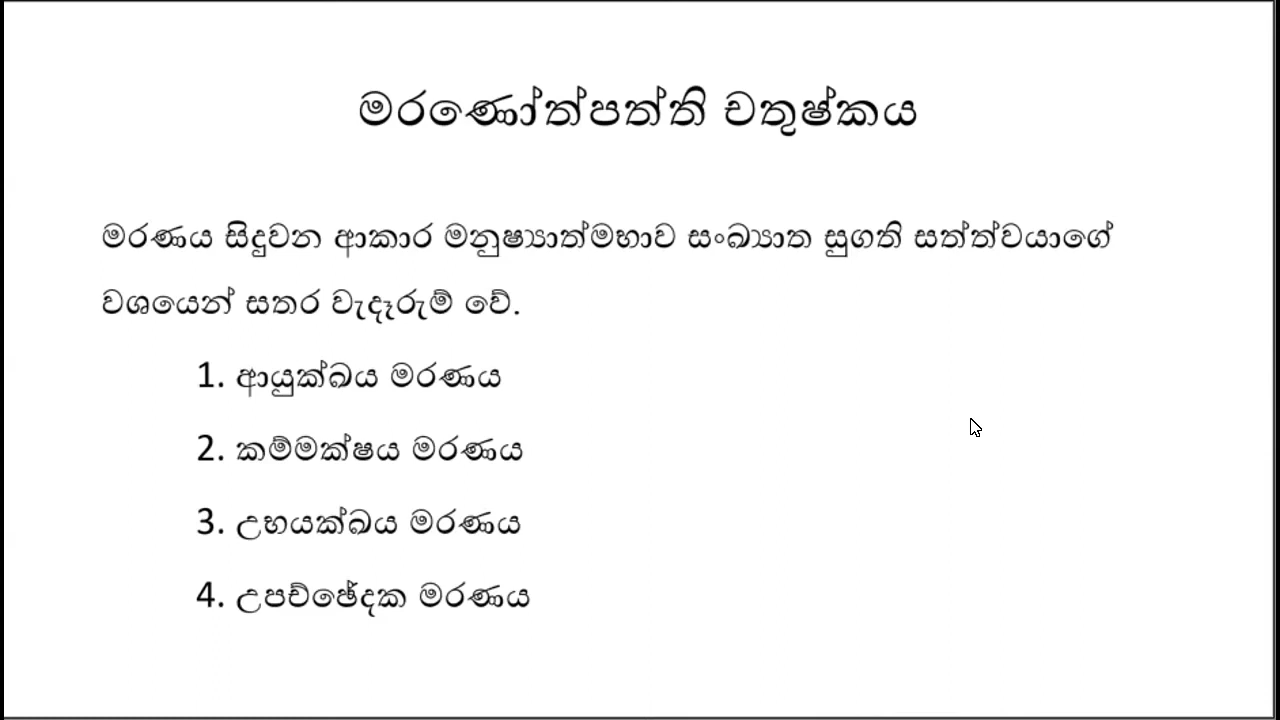 මරණෝත්පත්ති චතුෂ්කය
මරණය සිදුවන ආකාර මනුෂ්‍යාත්මභාව සංඛ්‍යාත සුගති සත්ත්වයාගේ
වශයෙන් සතර වැදෑරුම් වේ.
1. ආයුක්ඛය මරණය
2. කම්මක්ෂය මරණය
3. උභයක්ඛය මරණය
4. උපච්ඡේදක මරණය